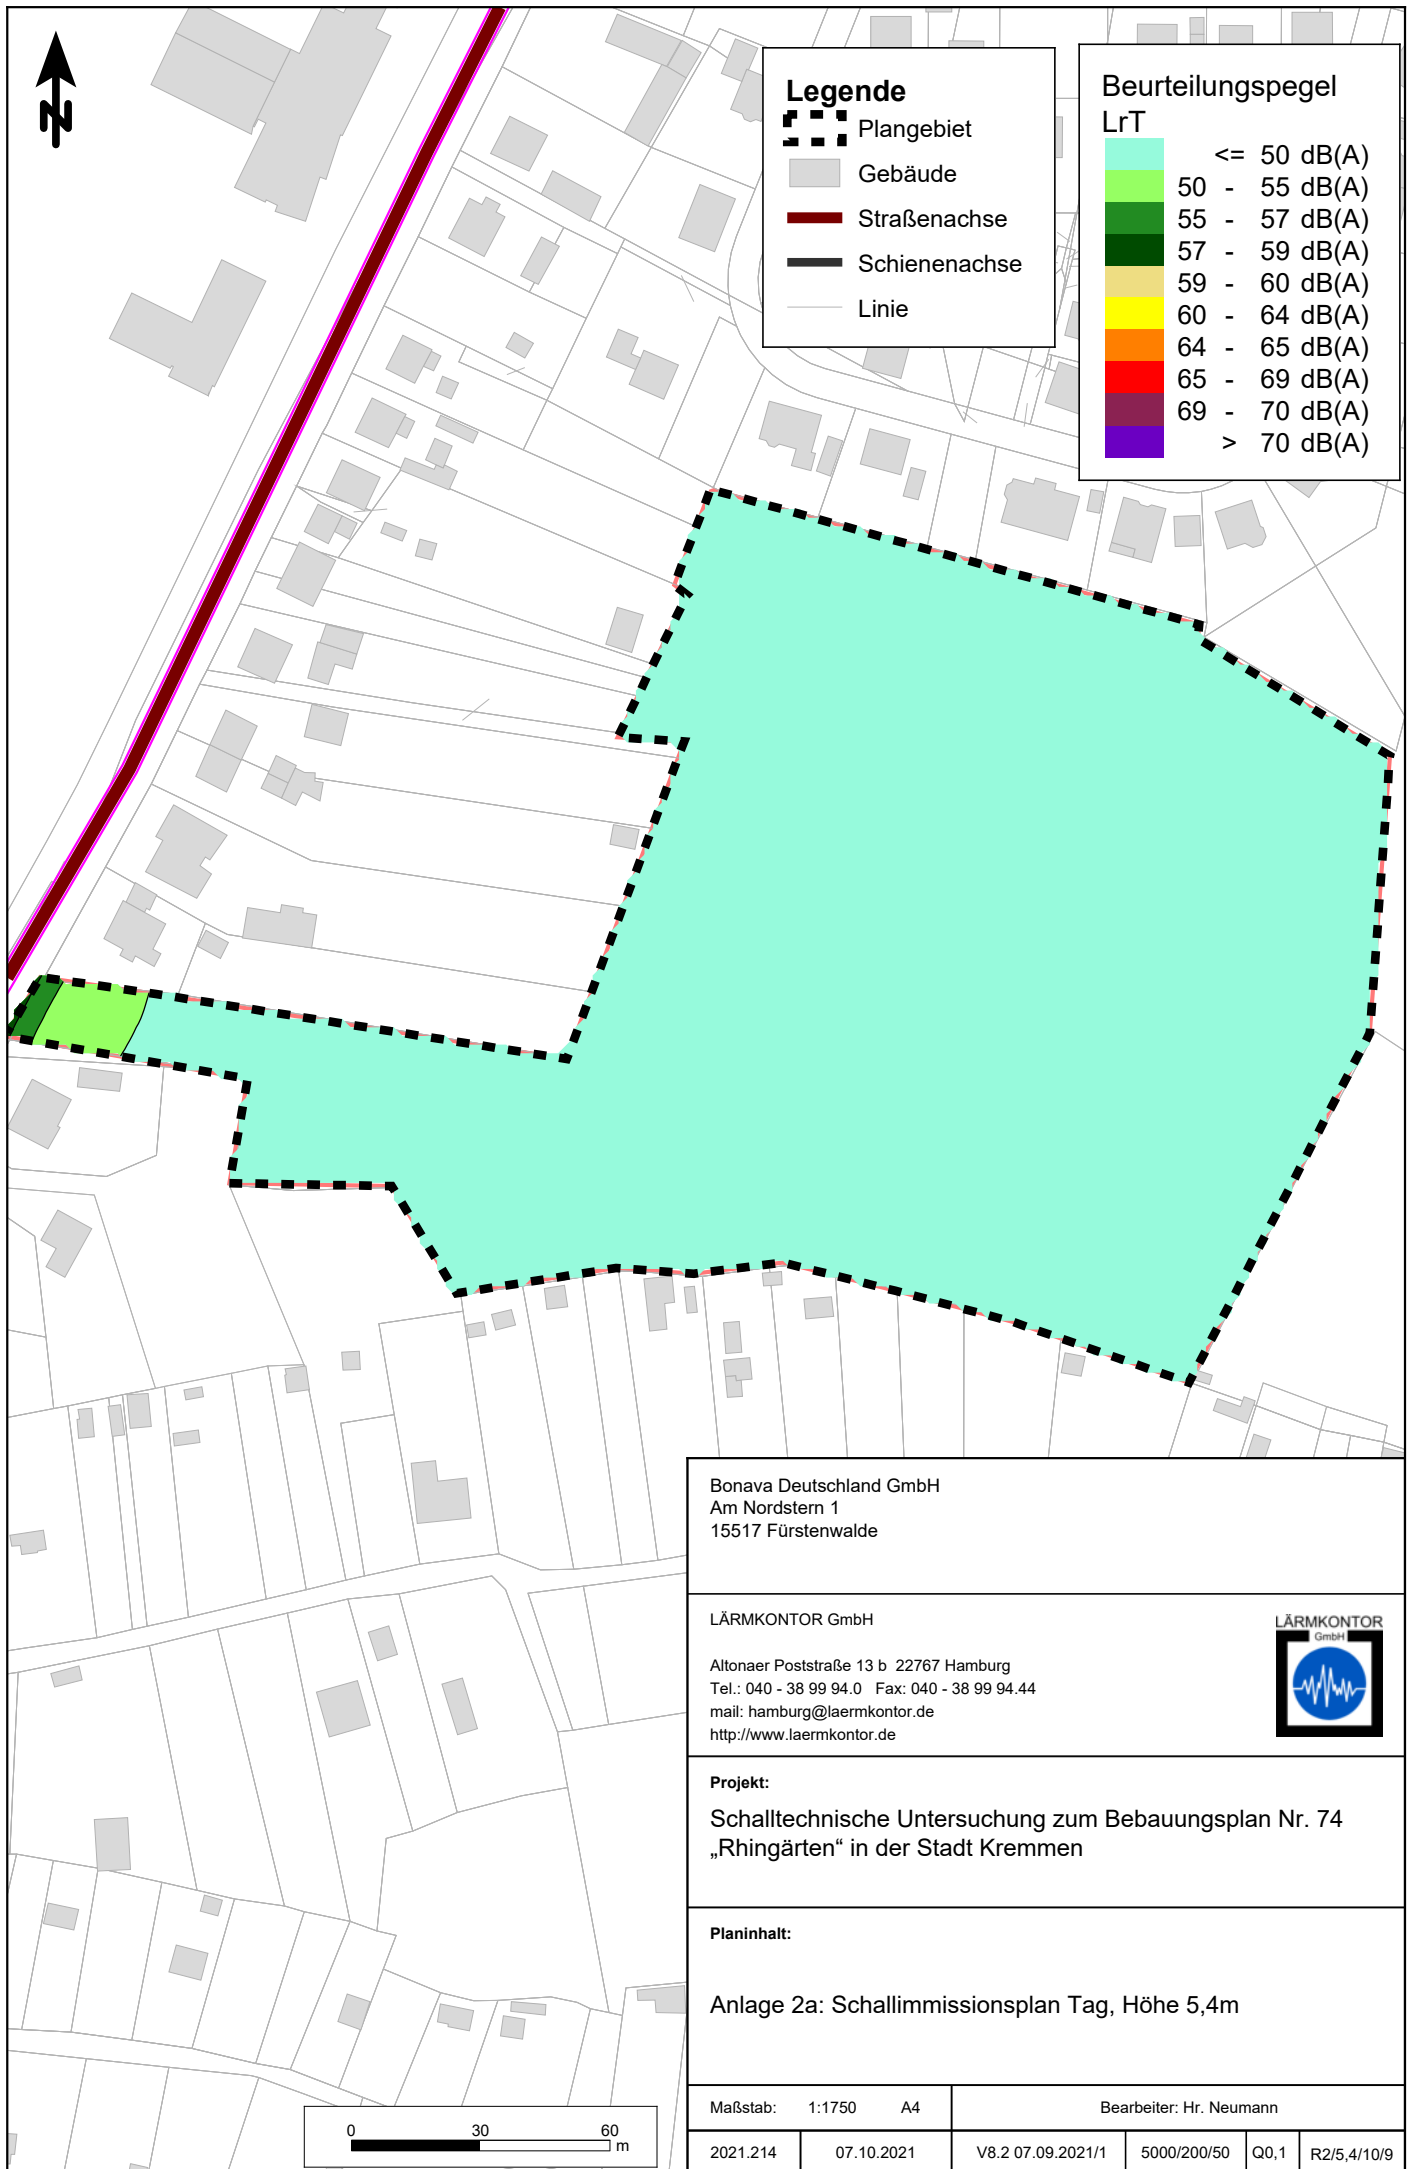 N
Legende
Plangebiet
Gebäude
Straßenachse
Schienenachse
Linie
Beurteilungspegel
LrT
<= 50 dB(A)
50 - 55 dB(A)
55 - 57 dB(A)
57 - 59 dB(A)
59 - 60 dB(A)
60 - 64 dB(A)
64 - 65 dB(A)
65 - 69 dB(A)
69 - 70 dB(A)
> 70 dB(A)
Bonava Deutschland GmbH
Am Nordstern 1
15517 Fürstenwalde
LÄRMKONTOR GmbH
Altonaer Poststraße 13 b 22767 Hamburg
Tel.: 040 - 38 99 94.0 Fax: 040 - 38 99 94.44
mail: hamburg@laermkontor.de
http://www.laermkontor.de
LÄRMKONTOR
GmbH
Projekt:
Schalltechnische Untersuchung zum Bebauungsplan Nr. 74
„Rhingärten“ in der Stadt Kremmen
Planinhalt:
Anlage 2a: Schallimmissionsplan Tag, Höhe 5,4m
Maßstab: 1:1750 A4 Bearbeiter: Hr. Neumann
2021.214 07.10.2021 V8.2 07.09.2021/1 5000/200/50 Q0,1 R2/5,4/10/9
0 30 60
m